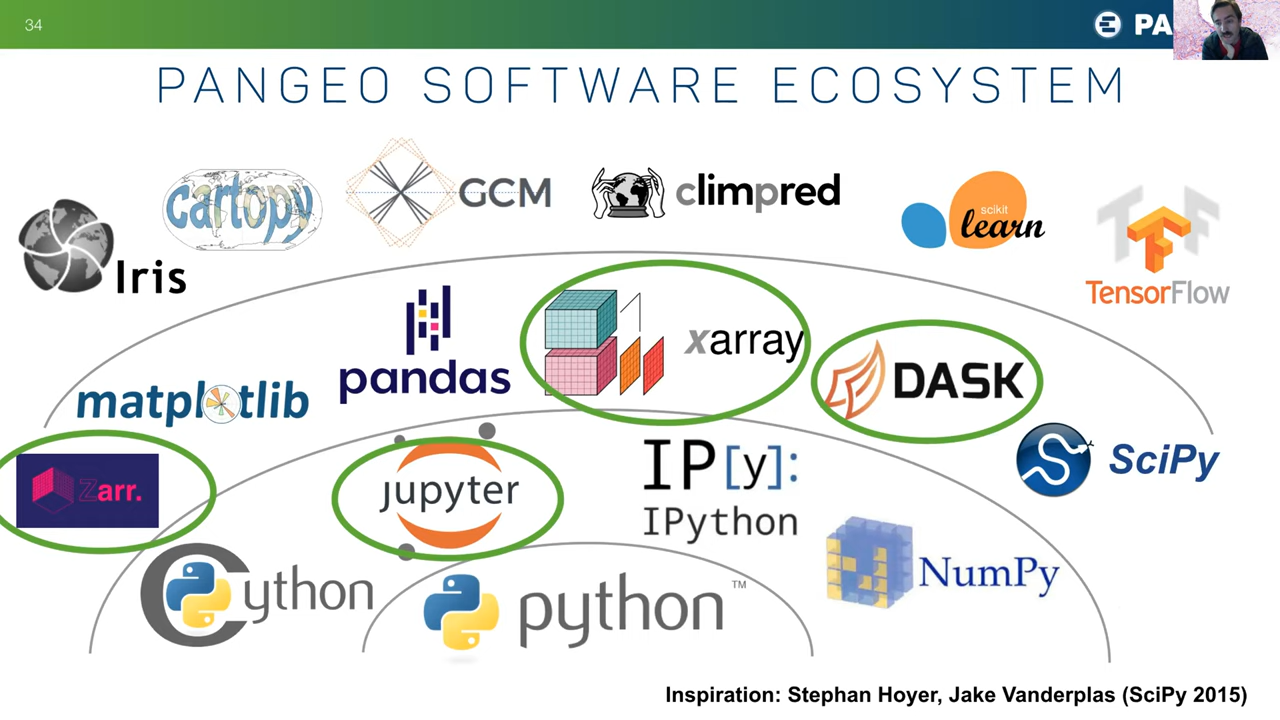 34
PA
PANGEO SOFTWARE ECOSYSTEM
cartopy
GCM
climpred
scikit
learn
TensorFlow
Iris
pandas
xarray
DASK
matplotlib
Zarr.
jupyter
IP[y]:
IPython
SciPy
Cython
python™
NumPy
Inspiration: Stephan Hoyer, Jake Vanderplas (SciPy 2015)